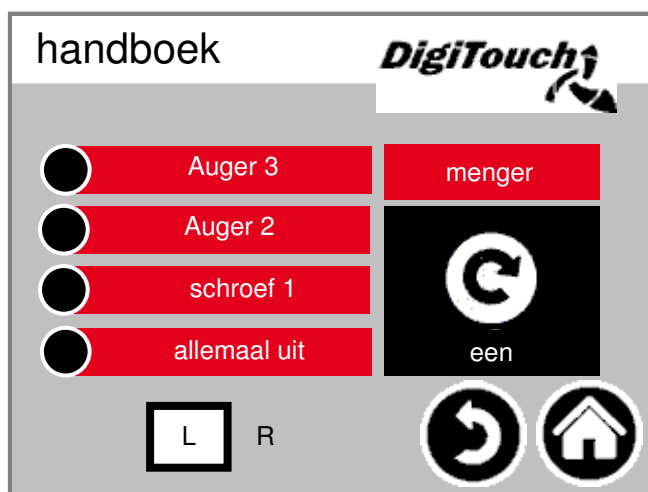 handboek
DigiTouch
Auger 3
menger
Auger 2
schroef 1
allemaal uit
een
L
R